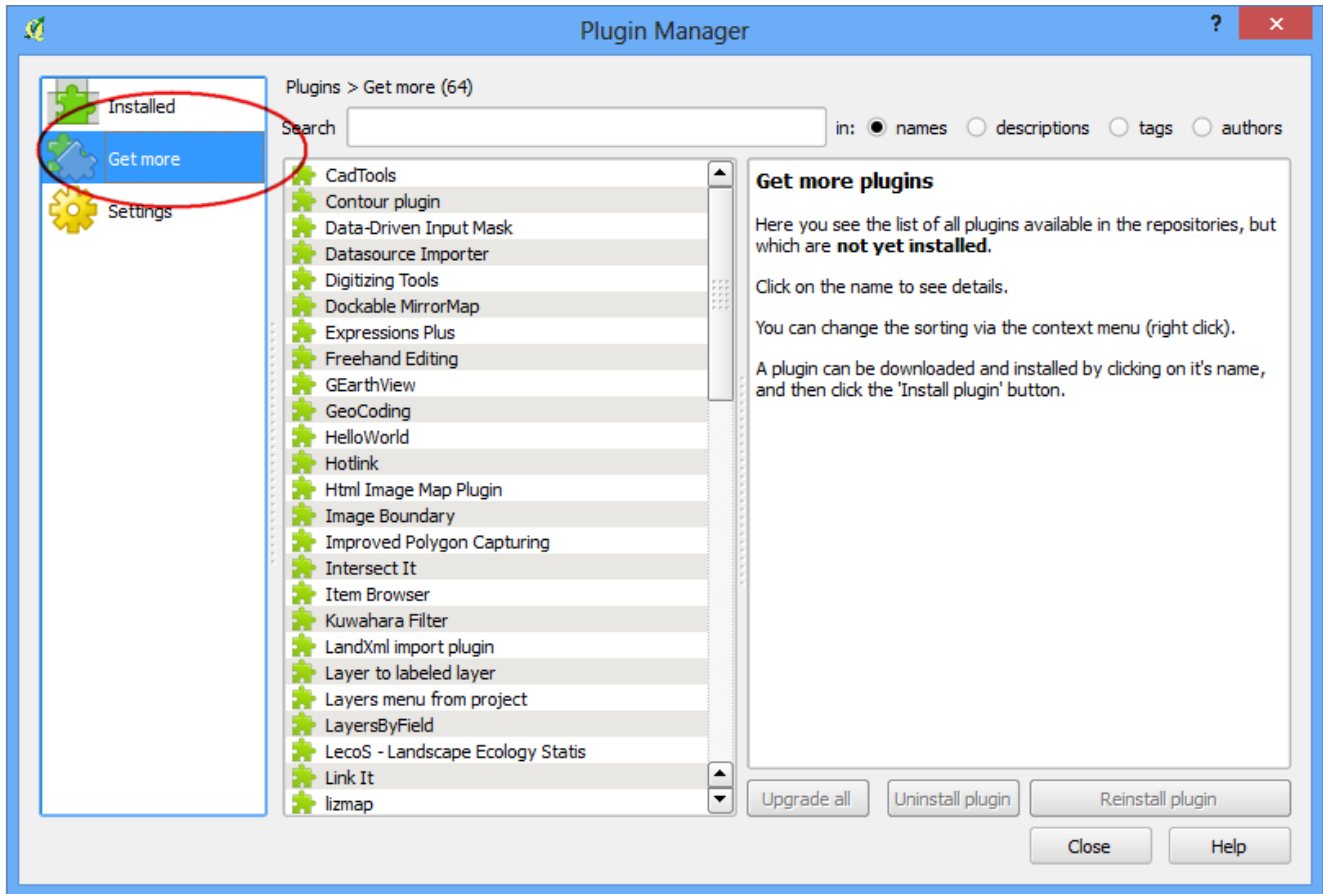 Plugin Manager
?
×
Installed
Get more
Settings
Plugins > Get more (64)
Search
in: names descriptions tags authors
CadTools
Contour plugin
Data-Driven Input Mask
Datasource Importer
Digitizing Tools
Dockable MirrorMap
Expressions Plus
Freehand Editing
GEarthView
GeoCoding
HelloWorld
Hotlink
Html Image Map Plugin
Image Boundary
Improved Polygon Capturing
Intersect It
Item Browser
Kuwahara Filter
LandXml import plugin
Layer to labeled layer
Layers menu from project
LayersByField
LecoS - Landscape Ecology Statis
Link It
lizmap
Get more plugins
Here you see the list of all plugins available in the repositories, but
which are not yet installed.
Click on the name to see details.
You can change the sorting via the context menu (right click).
A plugin can be downloaded and installed by clicking on it's name,
and then click the 'Install plugin' button.
Upgrade all
Uninstall plugin
Reinstall plugin
Close
Help